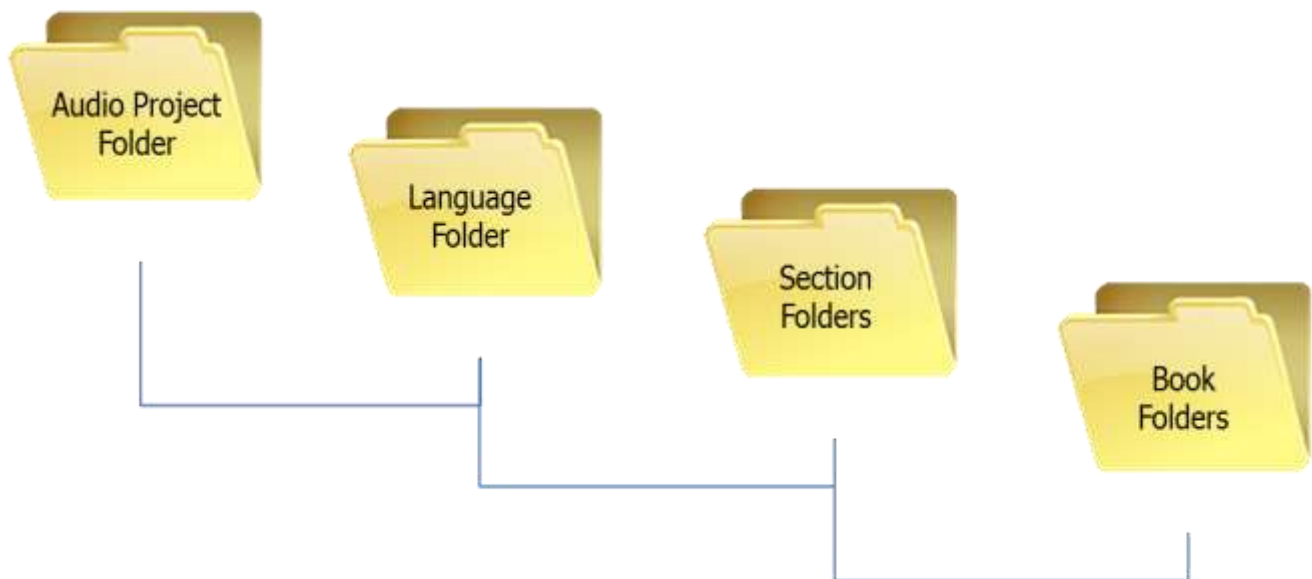 Audio Project
Folder
Language
Folder
Section
Folders
Book
Folders